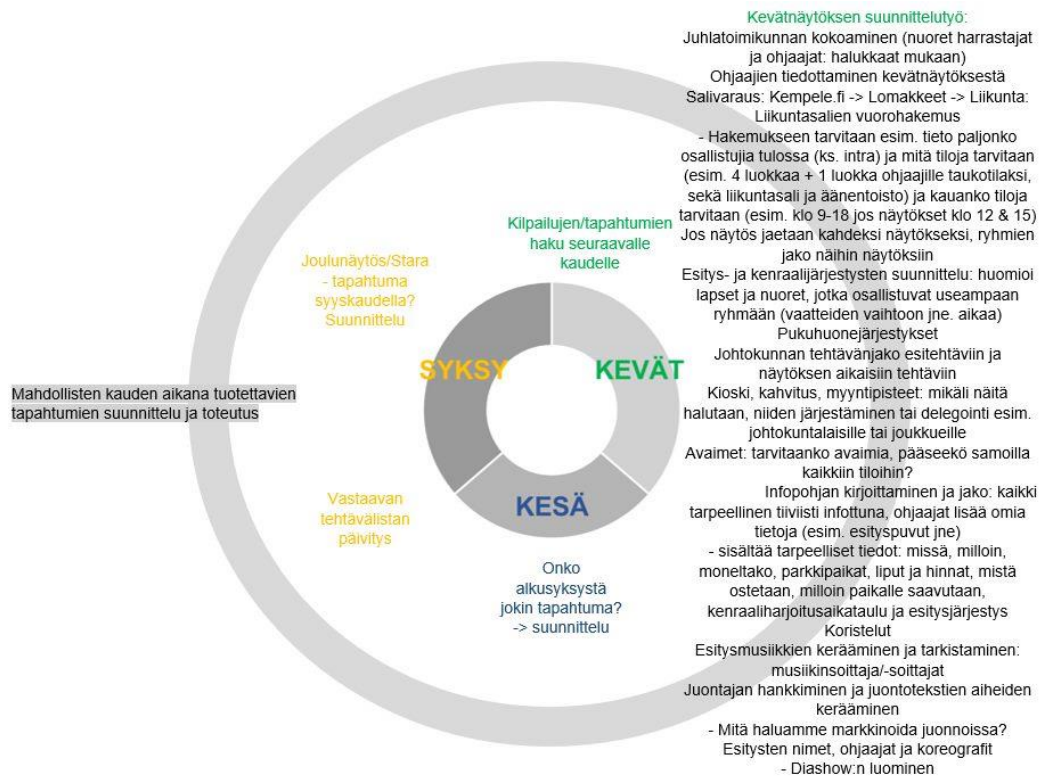 Kevätnäytöksen suunnittelutyö:
Juhlatoimikunnan kokoaminen (nuoret harrastajat
ja ohjaajat: halukkaat mukaan)
Ohjaajien tiedottaminen kevätnäytöksestä
Salivaraus: Kempele.fi -> Lomakkeet -> Liikunta:
Liikuntasalien vuorohakemus
- Hakemukseen tarvitaan esim. tieto paljonko
osallistujia tulossa (ks. intra) ja mitä tiloja tarvitaan
(esim. 4 luokkaa + 1 luokka ohjaajille taukotilaksi,
sekä liikuntasali ja äänentoisto) ja kauanko tiloja
tarvitaan (esim. klo 9-18 jos näytökset klo 12 & 15)
Jos näytös jaetaan kahdeksi näytökseksi, ryhmien
jako näihin näytöksiin
Esitys- ja kenraalijärjestysten suunnittelu: huomioi
lapset ja nuoret, jotka osallistuvat useampaan
ryhmään (vaatteiden vaihtoon jne. aikaa)
Pukuhuonejärjestykset
Johtokunnan tehtävänjako esitehtäviin ja
näytöksen aikaisiin tehtäviin
Kioski, kahvitus, myyntipisteet: mikäli näitä
halutaan, niiden järjestäminen tai delegointi esim.
johtokuntalaisille tai joukkueille
Avaimet: tarvitaanko avaimia, pääseekö samoilla
kaikkiin tiloihin?
Infopohjan kirjoittaminen ja jako: kaikki
tarpeellinen tiiviisti infottuna, ohjaajat lisää omia
tietoja (esim. esityspuvut jne)
- sisältää tarpeelliset tiedot: missä, milloin,
moneltako, parkkipaikat, liput ja hinnat, mistä
ostetaan, milloin paikalle saavutaan,
kenraaliharjoitusaikataulu ja esitysjärjestys
Koristelut
Esitysmusiikkien kerääminen ja tarkistaminen:
musiikinsoittaja/-soittajat
Juontajan hankkiminen ja juontotekstien aiheiden
kerääminen
- Mitä haluamme markkinoida juonnoissa?
Esitysten nimet, ohjaajat ja koreografit
- Diashow:n luominen
Kilpailujen/tapahtumien
haku seuraavalle
kaudelle
Joulunäytös/Stara
- tapahtuma
syyskaudella?
Suunnittelu
SYKSY
KEVÄT
KESÄ
Mahdollisten kauden aikana tuotettavien
tapahtumien suunnittelu ja toteutus
Vastaavan
tehtävälistan
päivitys
Onko
alkusyksystä
jokin tapahtuma?
-> suunnittelu